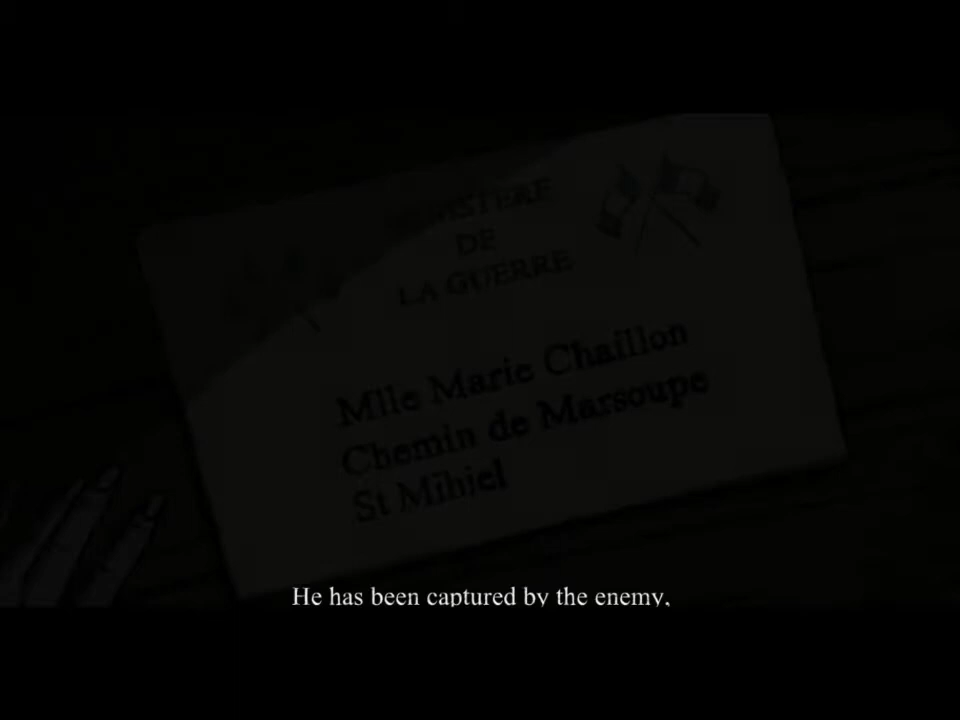 MINISTERE
DE
LA GUERRE
Mlle Marie Chaillon
Chemin de Marsoupe
St Mihiel
He has been captured by the enemy,